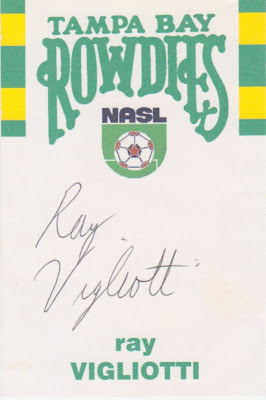 TAMPA BAY
ROWDIES
NASL
Ray
Vigliotti
ray
VIGLIOTTI